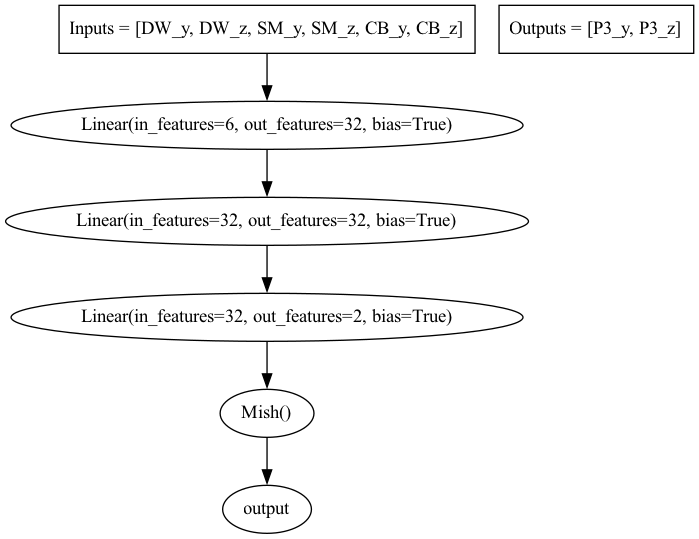 Inputs = [DW_y, DW_z, SM_y, SM_z, CB_y, CB_z]
Outputs = [P3_y, P3_z]
Linear(in_features=6, out_features=32, bias=True)
Linear(in_features=32, out_features=32, bias=True)
Linear(in_features=32, out_features=2, bias=True)
Mish()
output